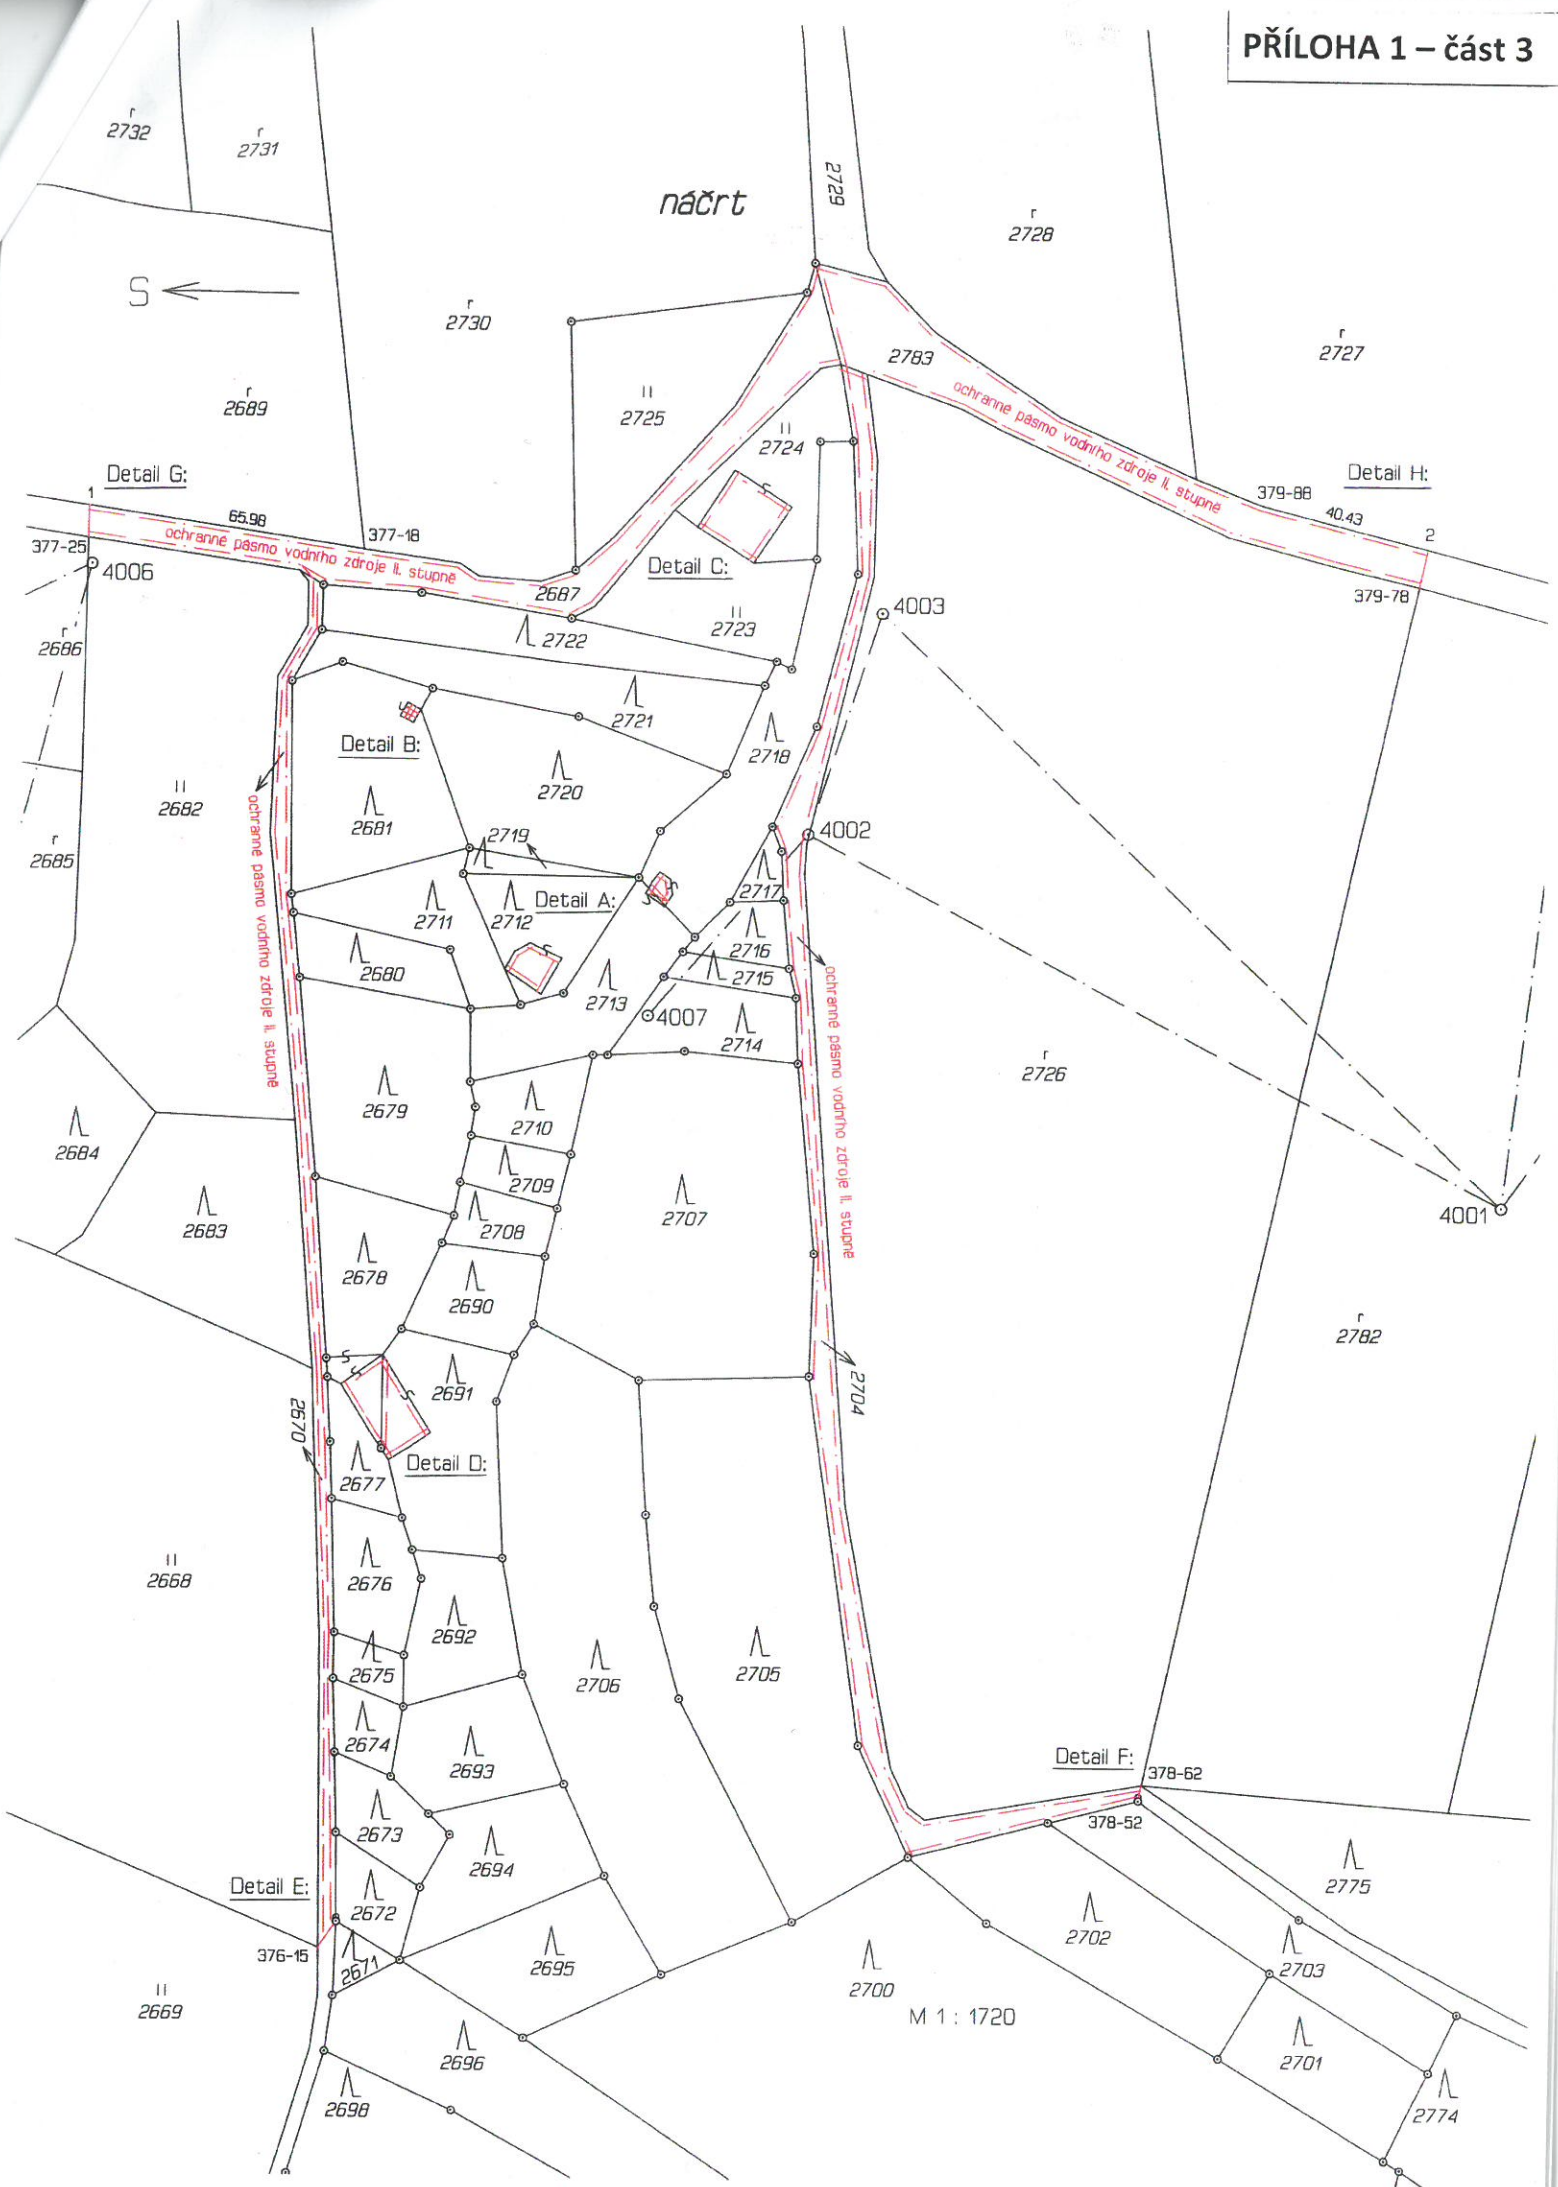 PŘÍLOHA 1 – část 3
r
2732
r
2731
náčrt
2729
r
2728
S
r
2730
2783
r
2727
r
2689
II
2725
II
2724
ochranné pásmo vodního zdroje II. stupně
Detail G:
Detail H:
1
65.98
377-18
379-88
40.43
2
377-25
ochranné pásmo vodního zdroje II. stupně
4006
Detail C:
2687
379-78
4003
II
2723
2722
r
2686
2721
Detail B:
2718
2720
II
2682
2681
2719
4002
r
2685
ochranné pásmo vodního zdroje II. stupně
2717
Detail A:
2711
2712
2716
2680
2715
2713
4007
2714
ochranné pásmo vodního zdroje II. stupně
r
2726
2679
2710
2684
2709
2707
2683
2708
4001
2678
2690
r
2782
2691
2704
2670
Detail D:
2677
II
2668
2676
2692
2675
2706
2705
2674
2693
Detail F:
378-62
378-52
2673
2694
Detail E:
2672
2775
2702
376-15
2671
2695
2700
2703
II
2669
M 1 : 1720
2696
2701
2698
2774